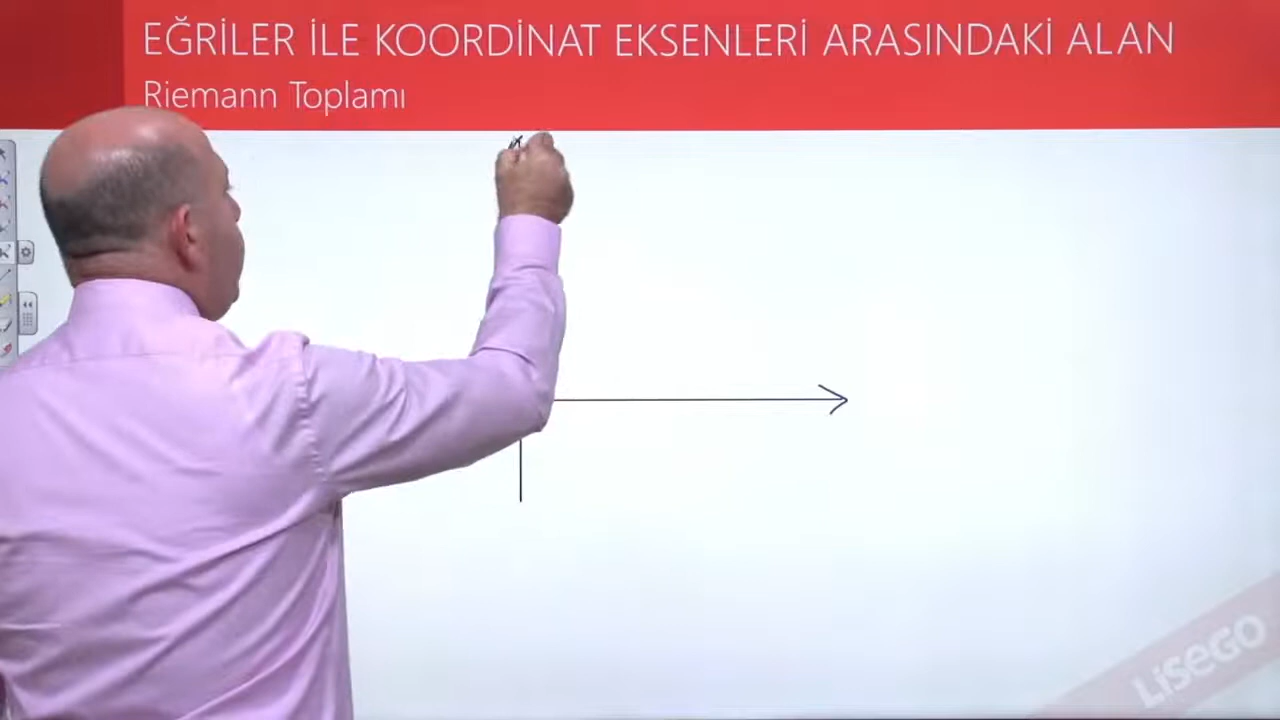 EĞRİLER İLE KOORDİNAT EKSENLERİ ARASINDAKİ ALAN
Riemann Toplamı
LiseGO